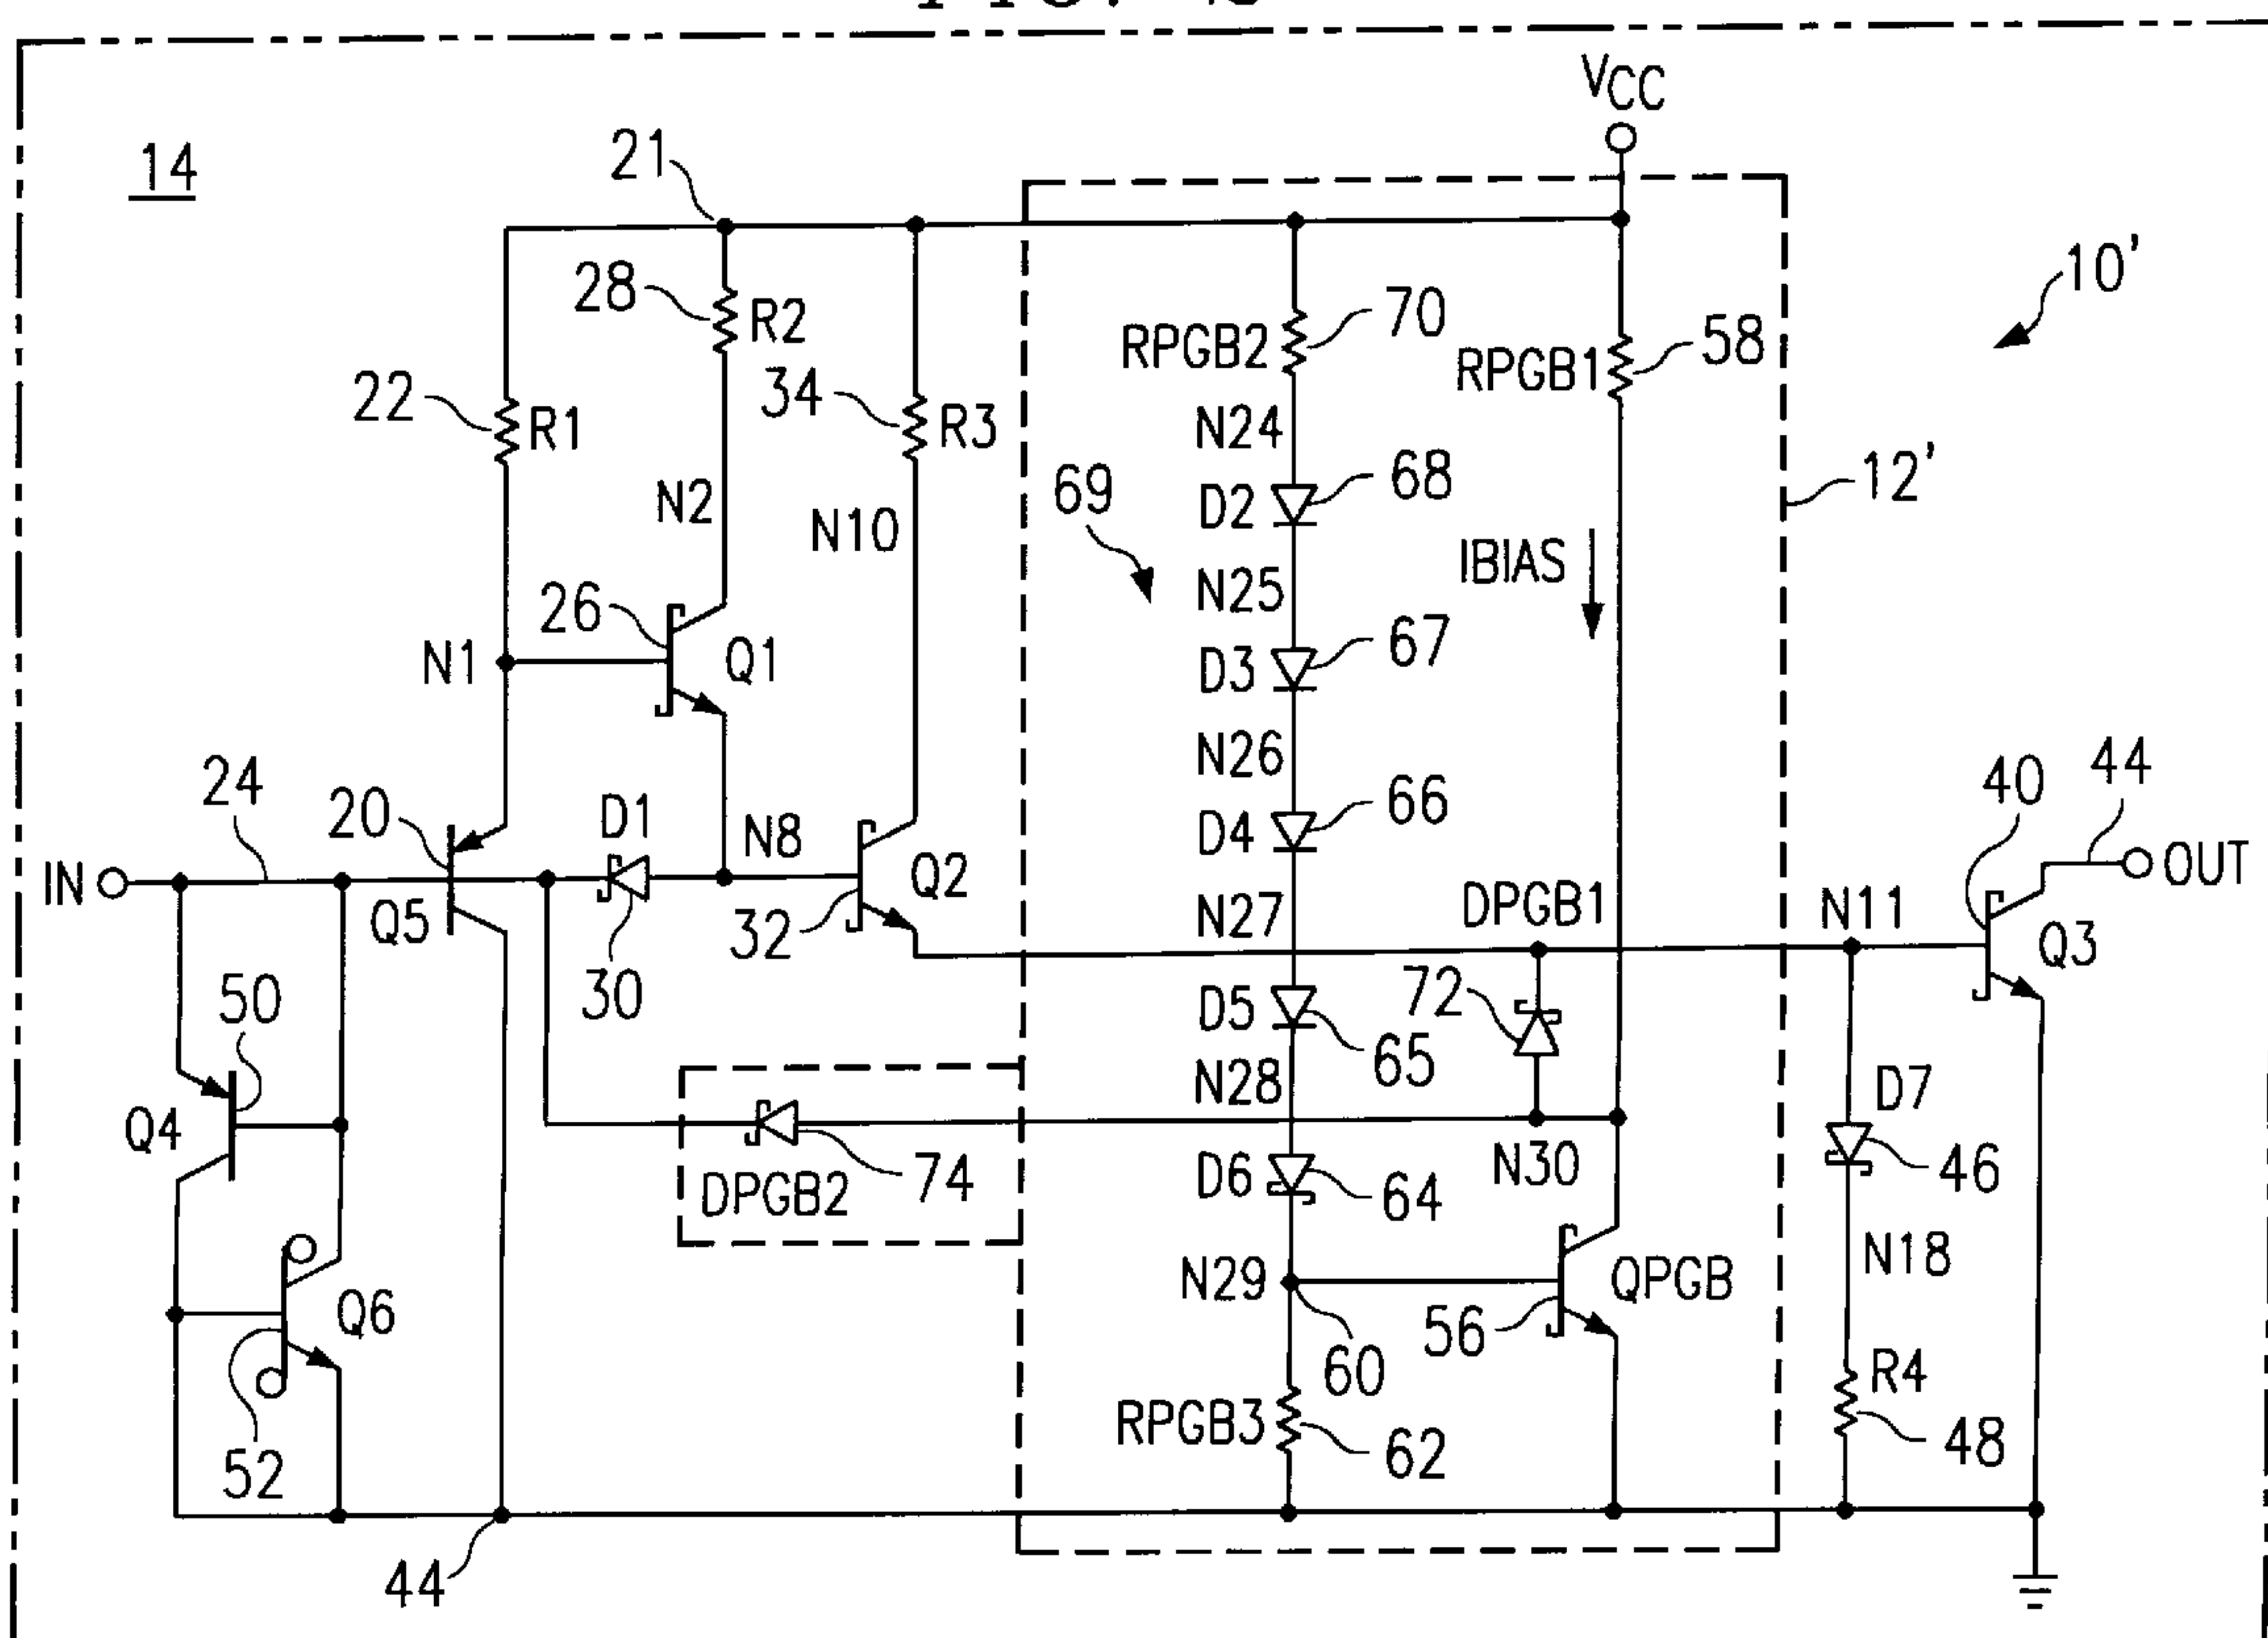 VCC
14
21
10'
28
R2
70
RPGB2
58
RPGB1
22
34
R1
R3
N24
12'
69
68
N2
D2
N10
IBIAS
N25
26
67
Q1
D3
N1
N26
24
44
40
20
66
D1
N8
D4
IN
OUT
Q2
DPGB1
N11
Q5
N27
32
Q3
50
30
72
D5
65
N28
D7
Q4
74
N30
46
DPGB2
D6
64
N18
N29
QPGB
Q6
56
60
R4
RPGB3
48
52
62
44